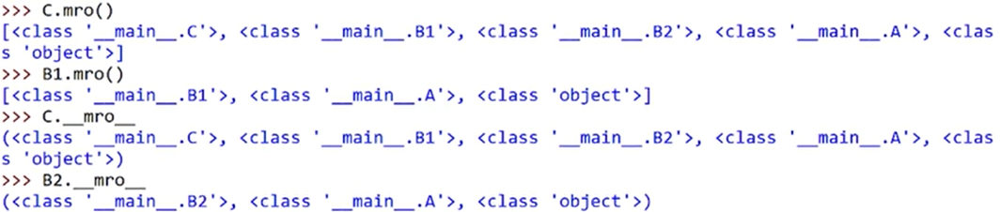 >>> C.mro()
[<class '__main__.C'>, <class '__main__.B1'>, <class '__main__.B2'>, <class '__main__.A'>, <clas
s 'object'>]
>>> B1.mro()
[<class '__main__.B1'>, <class '__main__.A'>, <class 'object'>]
>>> C.__mro__
(<class '__main__.C'>, <class '__main__.B1'>, <class '__main__.B2'>, <class '__main__.A'>, <clas
s 'object'>)
>>> B2.__mro__
(<class '__main__.B2'>, <class '__main__.A'>, <class 'object'>)